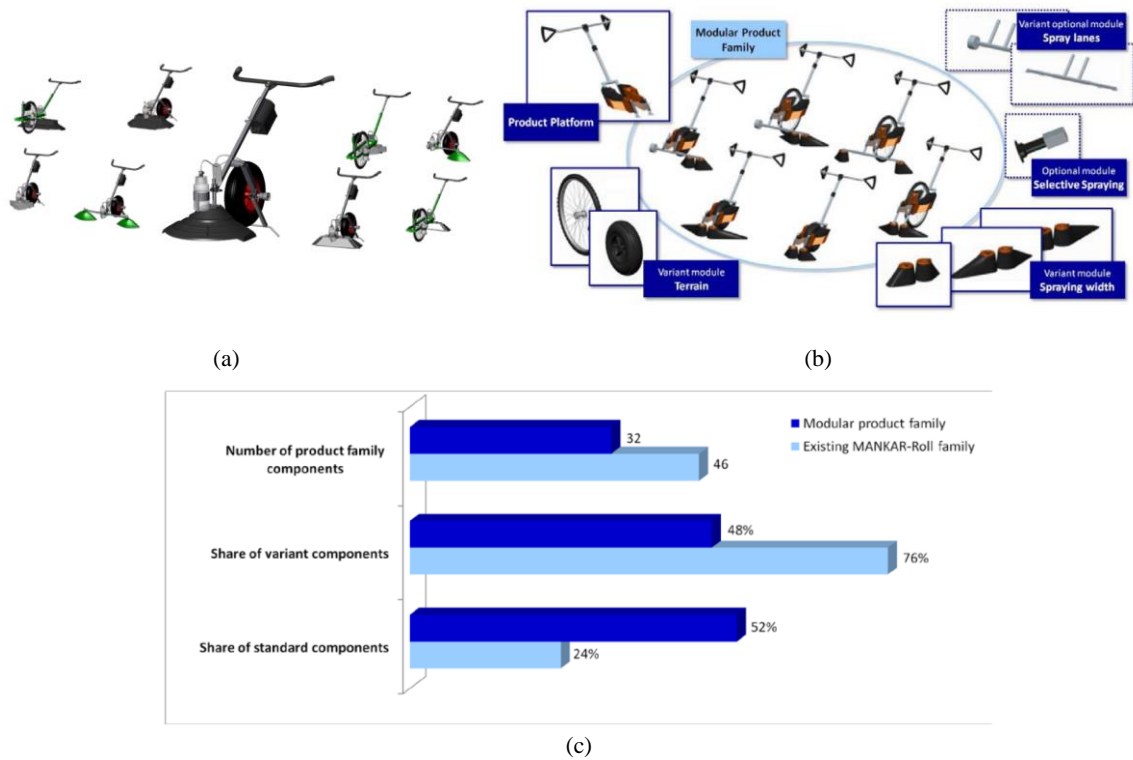 Modular Product
Family
Product Platform
Variant optional module
Spray lanes
Optional module
Selective Spraying
Variant module
Terrain
Variant module
Spraying width
(a)
(b)
Modular product family
Existing MANKAR-Roll family
Number of product family
components
32
46
Share of variant components
48%
76%
Share of standard components
52%
24%
(c)